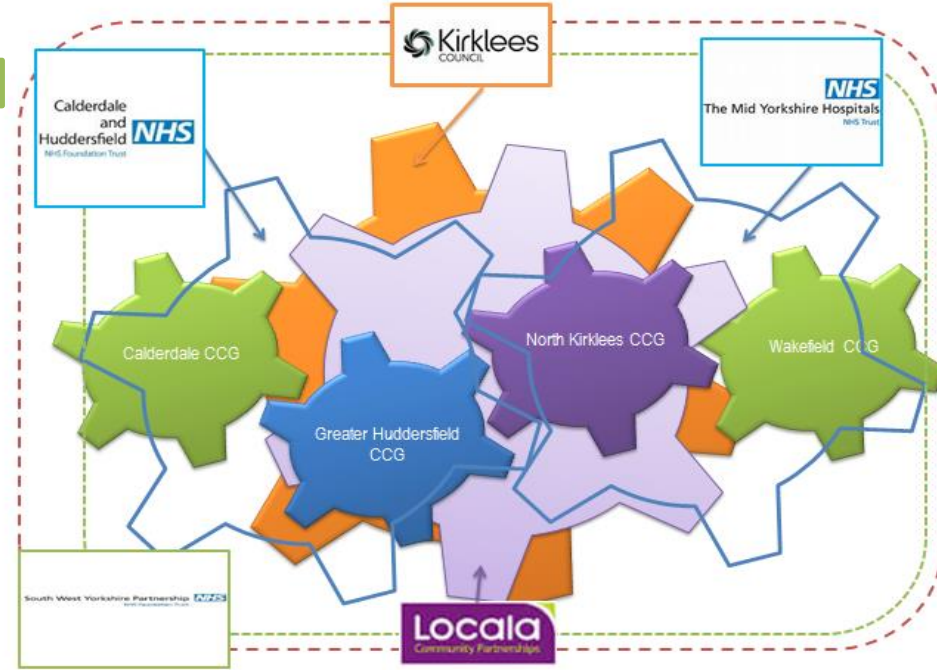 Kirklees
COUNCIL
Calderdale
and
Huddersfield NHS
NHS Foundation Trust
NHS
The Mid Yorkshire Hospitals
NHS Trust
Calderdale CCG
North Kirklees CCG
Wakefield CCG
Greater Huddersfield
CCG
South West Yorkshire Partnership NHS
NHS Foundation Trust
Locala
Community Partnerships